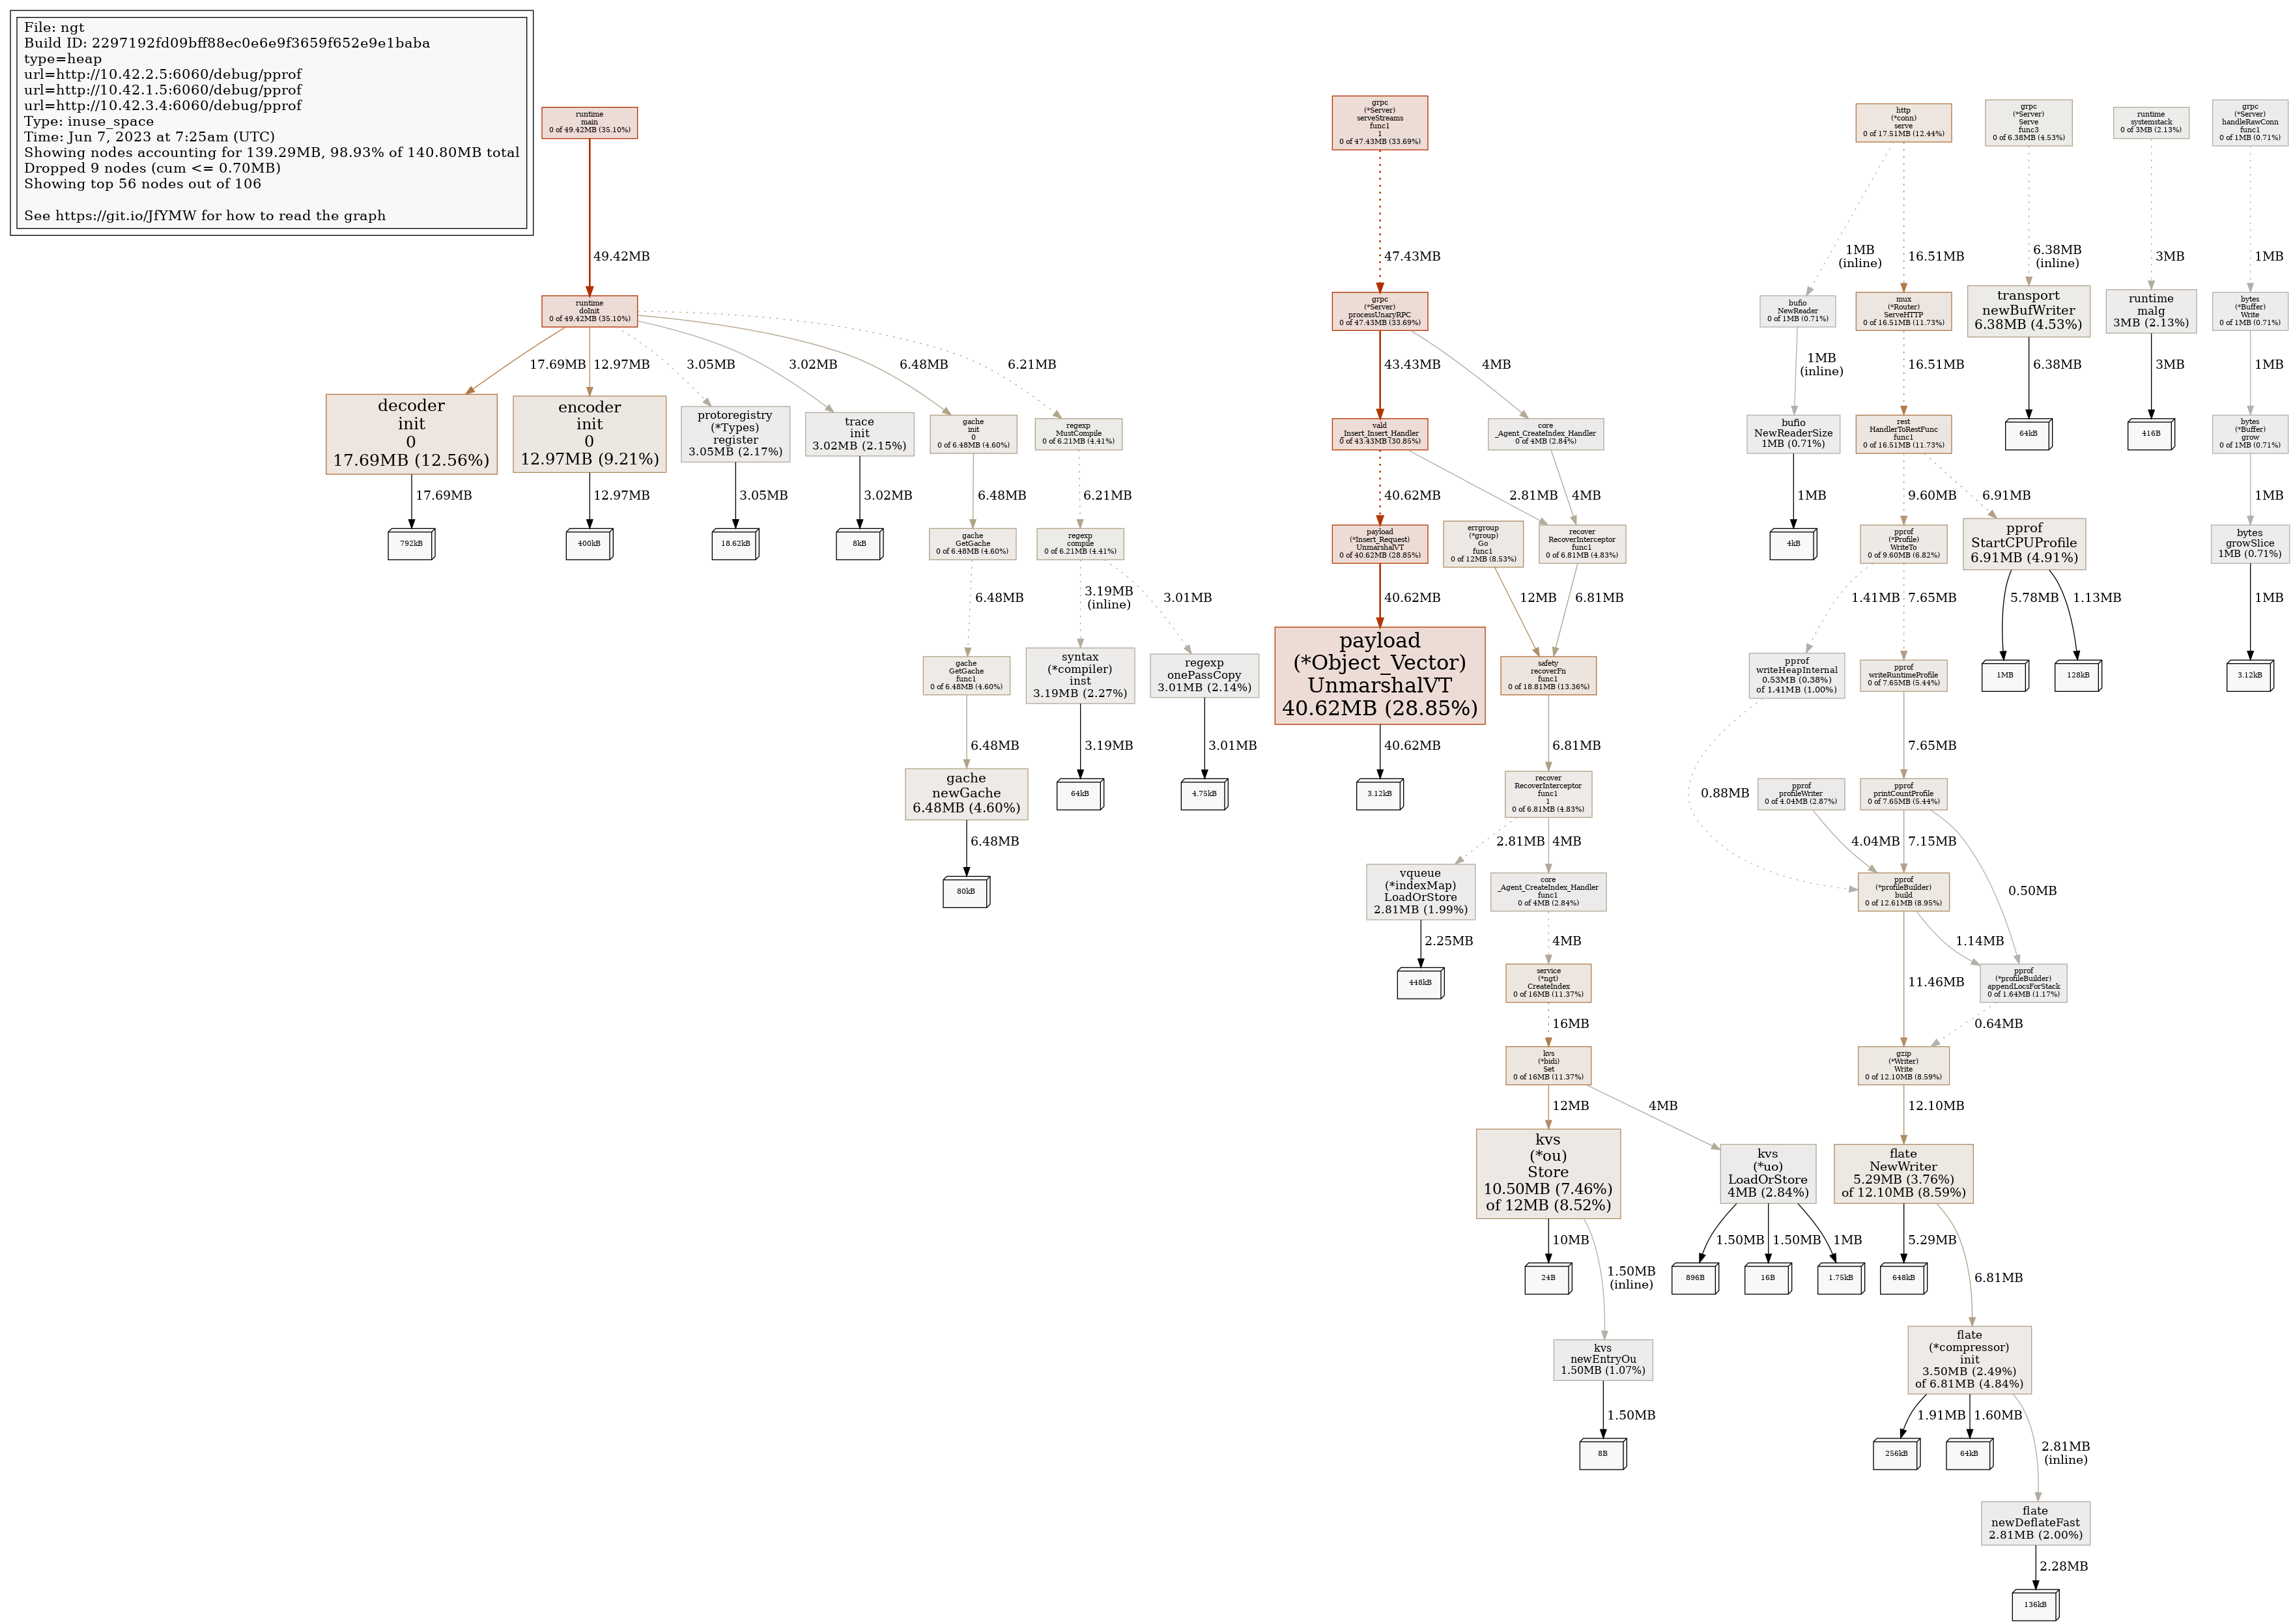 File: ngt
Build ID: 2297192fd09bff88ec0e6e9f3659f652e9e1baba
type=heap
url=http://10.42.2.5:6060/debug/pprof
url=http://10.42.1.5:6060/debug/pprof
url=http://10.42.3.4:6060/debug/pprof
Type: inuse_space
Time: Jun 7, 2023 at 7:25am (UTC)
Showing nodes accounting for 139.29MB, 98.93% of 140.80MB total
Dropped 9 nodes (cum <= 0.70MB)
Showing top 56 nodes out of 106
See https://git.io/JfYMW for how to read the graph
runtime
main
0 of 49.42MB (35.10%)
49.42MB
runtime
doInit
0 of 49.42MB (35.10%)
17.69MB
12.97MB
3.05MB
3.02MB
6.48MB
6.21MB
decoder
init
0
17.69MB (12.56%)
17.69MB
792kB
encoder
init
0
12.97MB (9.21%)
12.97MB
400kB
protoregistry
(*Types)
register
3.05MB (2.17%)
3.05MB
18.62kB
trace
init
3.02MB (2.15%)
3.02MB
8kB
gache
init
0
0 of 6.48MB (4.60%)
6.48MB
gache
GetGache
0 of 6.48MB (4.60%)
6.48MB
gache
GetGache
func1
0 of 6.48MB (4.60%)
6.48MB
gache
newGache
6.48MB (4.60%)
6.48MB
80kB
regexp
MustCompile
0 of 6.21MB (4.41%)
6.21MB
regexp
compile
0 of 6.21MB (4.41%)
3.19MB
(inline)
3.01MB
syntax
(*compiler)
inst
3.19MB (2.27%)
3.19MB
64kB
regexp
onePassCopy
3.01MB (2.14%)
3.01MB
4.75kB
grpc
(*Server)
serveStreams
func1
1
0 of 47.43MB (33.69%)
47.43MB
grpc
(*Server)
processUnaryRPC
0 of 47.43MB (33.69%)
43.43MB
4MB
vald
_Insert_Insert_Handler
0 of 43.43MB (30.85%)
40.62MB
2.81MB
core
_Agent_CreateIndex_Handler
0 of 4MB (2.84%)
4MB
payload
(*Insert_Request)
UnmarshalVT
0 of 40.62MB (28.85%)
40.62MB
errgroup
(*group)
Go
func1
0 of 12MB (8.53%)
12MB
recover
RecoverInterceptor
func1
0 of 6.81MB (4.83%)
6.81MB
payload
(*Object_Vector)
UnmarshalVT
40.62MB (28.85%)
40.62MB
3.12kB
safety
recoverFn
func1
0 of 18.81MB (13.36%)
6.81MB
recover
RecoverInterceptor
func1
1
0 of 6.81MB (4.83%)
2.81MB
4MB
vqueue
(*indexMap)
LoadOrStore
2.81MB (1.99%)
2.25MB
448kB
core
_Agent_CreateIndex_Handler
func1
0 of 4MB (2.84%)
4MB
service
(*ngt)
CreateIndex
0 of 16MB (11.37%)
16MB
kvs
(*bidi)
Set
0 of 16MB (11.37%)
12MB
4MB
kvs
(*ou)
Store
10.50MB (7.46%)
of 12MB (8.52%)
10MB
24B
1.50MB
(inline)
kvs
newEntryOu
1.50MB (1.07%)
1.50MB
8B
kvs
(*uo)
LoadOrStore
4MB (2.84%)
1.50MB
1.50MB
1MB
896B
16B
1.75kB
http
(*conn)
serve
0 of 17.51MB (12.44%)
1MB
(inline)
16.51MB
bufio
NewReader
0 of 1MB (0.71%)
1MB
(inline)
bufio
NewReaderSize
1MB (0.71%)
1MB
4kB
mux
(*Router)
ServeHTTP
0 of 16.51MB (11.73%)
16.51MB
rest
HandlerToRestFunc
func1
0 of 16.51MB (11.73%)
9.60MB
6.91MB
pprof
(*Profile)
WriteTo
0 of 9.60MB (6.82%)
1.41MB
7.65MB
pprof
StartCPUProfile
6.91MB (4.91%)
5.78MB
1.13MB
1MB
128kB
pprof
writeHeapInternal
0.53MB (0.38%)
of 1.41MB (1.00%)
0.88MB
pprof
writeRuntimeProfile
0 of 7.65MB (5.44%)
7.65MB
pprof
profileWriter
0 of 4.04MB (2.87%)
4.04MB
pprof
printCountProfile
0 of 7.65MB (5.44%)
7.15MB
0.50MB
pprof
(*profileBuilder)
build
0 of 12.61MB (8.95%)
11.46MB
1.14MB
pprof
(*profileBuilder)
appendLocsForStack
0 of 1.64MB (1.17%)
0.64MB
gzip
(*Writer)
Write
0 of 12.10MB (8.59%)
12.10MB
flate
NewWriter
5.29MB (3.76%)
of 12.10MB (8.59%)
5.29MB
648kB
6.81MB
flate
(*compressor)
init
3.50MB (2.49%)
of 6.81MB (4.84%)
1.91MB
1.60MB
2.81MB
(inline)
256kB
64kB
flate
newDeflateFast
2.81MB (2.00%)
2.28MB
136kB
grpc
(*Server)
Serve
func3
0 of 6.38MB (4.53%)
6.38MB
(inline)
transport
newBufWriter
6.38MB (4.53%)
6.38MB
64kB
runtime
systemstack
0 of 3MB (2.13%)
3MB
runtime
malg
3MB (2.13%)
3MB
416B
grpc
(*Server)
handleRawConn
func1
0 of 1MB (0.71%)
1MB
bytes
(*Buffer)
Write
0 of 1MB (0.71%)
1MB
bytes
(*Buffer)
grow
0 of 1MB (0.71%)
1MB
bytes
growSlice
1MB (0.71%)
1MB
3.12kB